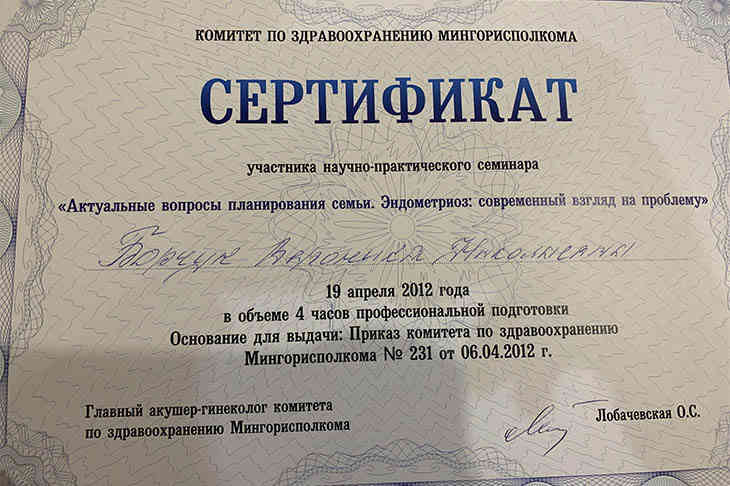 КОМИТЕТ ПО ЗДРАВООХРАНЕНИЮ МИНГОРИСПОЛКОМА
СЕРТИФИКАТ
участника научно-практического семинара
«Актуальные вопросы планирования семьи. Эндометриоз: современный взгляд на проблему»
Борчук Вероника Николаевны
19 апреля 2012 года
в объеме 4 часов профессиональной подготовки
Основание для выдачи: Приказ комитета по здравоохранению
Мингорисполкома № 231 от 06.04.2012 г.
Главный акушер-гинеколог комитета
по здравоохранению Мингорисполкома
Лобачевская О.С.